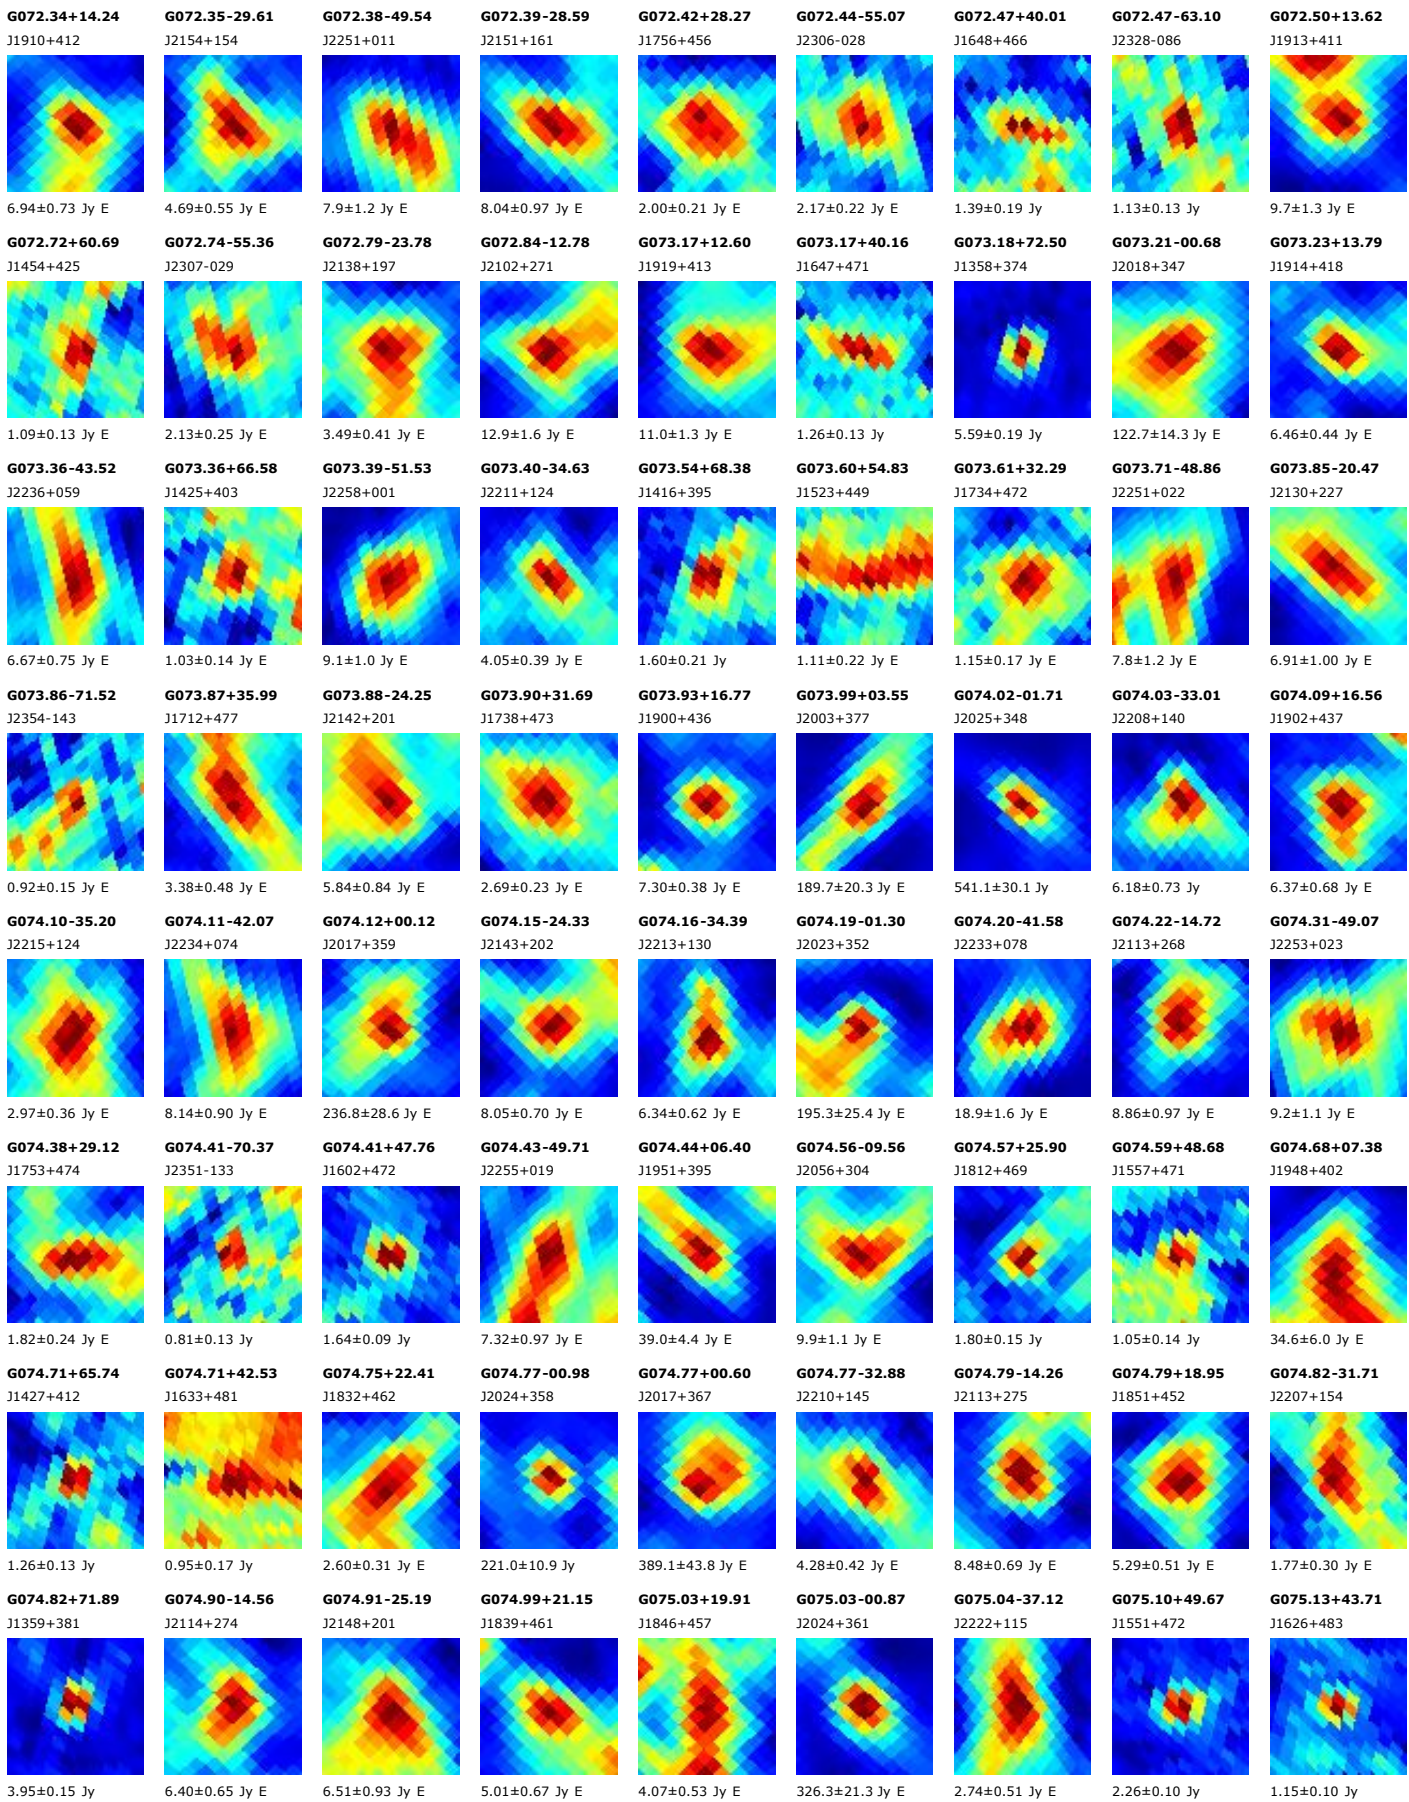 G072.34+14.24 G072.35-29.61 G072.38-49.54 G072.39-28.59 G072.42+28.27 G072.44-55.07 G072.47+40.01 G072.47-63.10 G072.50+13.62
J1910+412 J2154+154 J2251+011 J2151+161 J1756+456 J2306-028 J1648+466 J2328-086 J1913+411
6.94±0.73 Jy E 4.69±0.55 Jy E 7.9±1.2 Jy E 8.04±0.97 Jy E 2.00±0.21 Jy E 2.17±0.22 Jy E 1.39±0.19 Jy 1.13±0.13 Jy 9.7±1.3 Jy E
G072.72+60.69 G072.74-55.36 G072.79-23.78 G072.84-12.78 G073.17+12.60 G073.17+40.16 G073.18+72.50 G073.21-00.68 G073.23+13.79
J1454+425 J2307-029 J2138+197 J2102+271 J1919+413 J1647+471 J1358+374 J2018+347 J1914+418
1.09±0.13 Jy E 2.13±0.25 Jy E 3.49±0.41 Jy E 12.9±1.6 Jy E 11.0±1.3 Jy E 1.26±0.13 Jy 5.59±0.19 Jy 122.7±14.3 Jy E 6.46±0.44 Jy E
G073.36-43.52 G073.36+66.58 G073.39-51.53 G073.40-34.63 G073.54+68.38 G073.60+54.83 G073.61+32.29 G073.71-48.86 G073.85-20.47
J2236+059 J1425+403 J2258+001 J2211+124 J1416+395 J1523+449 J1734+472 J2251+022 J2130+227
6.67±0.75 Jy E 1.03±0.14 Jy E 9.1±1.0 Jy E 4.05±0.39 Jy E 1.60±0.21 Jy 1.11±0.22 Jy E 1.15±0.17 Jy E 7.8±1.2 Jy E 6.91±1.00 Jy E
G073.86-71.52 G073.87+35.99 G073.88-24.25 G073.90+31.69 G073.93+16.77 G073.99+03.55 G074.02-01.71 G074.03-33.01 G074.09+16.56
J2354-143 J1712+477 J2142+201 J1738+473 J1900+436 J2003+377 J2025+348 J2208+140 J1902+437
0.92±0.15 Jy E 3.38±0.48 Jy E 5.84±0.84 Jy E 2.69±0.23 Jy E 7.30±0.38 Jy E 189.7±20.3 Jy E 541.1±30.1 Jy 6.18±0.73 Jy 6.37±0.68 Jy E
G074.10-35.20 G074.11-42.07 G074.12+00.12 G074.15-24.33 G074.16-34.39 G074.19-01.30 G074.20-41.58 G074.22-14.72 G074.31-49.07
J2215+124 J2234+074 J2017+359 J2143+202 J2213+130 J2023+352 J2233+078 J2113+268 J2253+023
2.97±0.36 Jy E 8.14±0.90 Jy E 236.8±28.6 Jy E 8.05±0.70 Jy E 6.34±0.62 Jy E 195.3±25.4 Jy E 18.9±1.6 Jy E 8.86±0.97 Jy E 9.2±1.1 Jy E
G074.38+29.12 G074.41-70.37 G074.41+47.76 G074.43-49.71 G074.44+06.40 G074.56-09.56 G074.57+25.90 G074.59+48.68 G074.68+07.38
J1753+474 J2351-133 J1602+472 J2255+019 J1951+395 J2056+304 J1812+469 J1557+471 J1948+402
1.82±0.24 Jy E 0.81±0.13 Jy 1.64±0.09 Jy 7.32±0.97 Jy E 39.0±4.4 Jy E 9.9±1.1 Jy E 1.80±0.15 Jy 1.05±0.14 Jy 34.6±6.0 Jy E
G074.71+65.74 G074.71+42.53 G074.75+22.41 G074.77-00.98 G074.77+00.60 G074.77-32.88 G074.79-14.26 G074.79+18.95 G074.82-31.71
J1427+412 J1633+481 J1832+462 J2024+358 J2017+367 J2210+145 J2113+275 J1851+452 J2207+154
1.26±0.13 Jy 0.95±0.17 Jy 2.60±0.31 Jy E 221.0±10.9 Jy 389.1±43.8 Jy E 4.28±0.42 Jy E 8.48±0.69 Jy E 5.29±0.51 Jy E 1.77±0.30 Jy E
G074.82+71.89 G074.90-14.56 G074.91-25.19 G074.99+21.15 G075.03+19.91 G075.03-00.87 G075.04-37.12 G075.10+49.67 G075.13+43.71
J1359+381 J2114+274 J2148+201 J1839+461 J1846+457 J2024+361 J2222+115 J1551+472 J1626+483
3.95±0.15 Jy 6.40±0.65 Jy E 6.51±0.93 Jy E 5.01±0.67 Jy E 4.07±0.53 Jy E 326.3±21.3 Jy E 2.74±0.51 Jy E 2.26±0.10 Jy 1.15±0.10 Jy